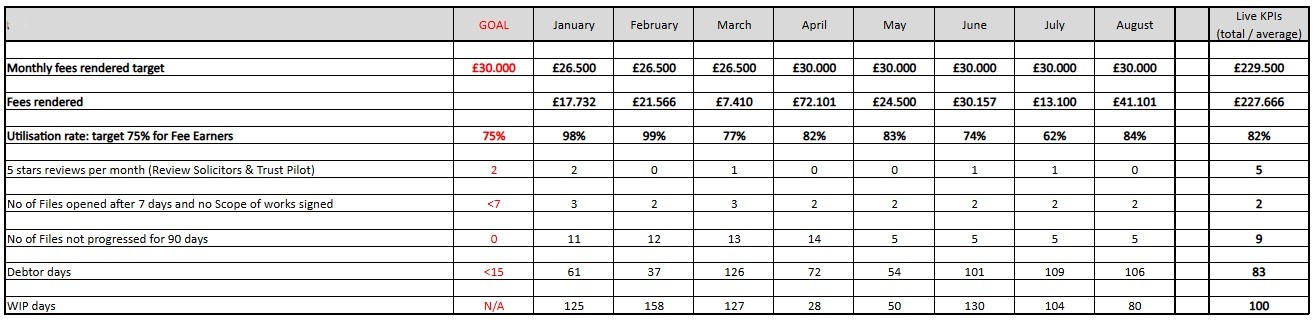 GOAL January February March April May June July August Live KPIs (total / average)
Monthly fees rendered target £30.000 £26.500 £26.500 £26.500 £30.000 £30.000 £30.000 £30.000 £30.000 £229.500
Fees rendered £17.732 £21.566 £7.410 £72.101 £24.500 £30.157 £13.100 £41.101 £227.666
Utilisation rate: target 75% for Fee Earners 75% 98% 99% 77% 82% 83% 74% 62% 84% 82%
5 stars reviews per month (Review Solicitors & Trust Pilot) 2 2 0 1 0 0 1 1 0 5
No of Files opened after 7 days and no Scope of works signed <7 3 2 3 2 2 2 2 2 2
No of Files not progressed for 90 days 0 11 12 13 14 5 5 5 5 9
Debtor days <15 61 37 126 72 54 101 109 106 83
WIP days N/A 125 158 127 28 50 130 104 80 100